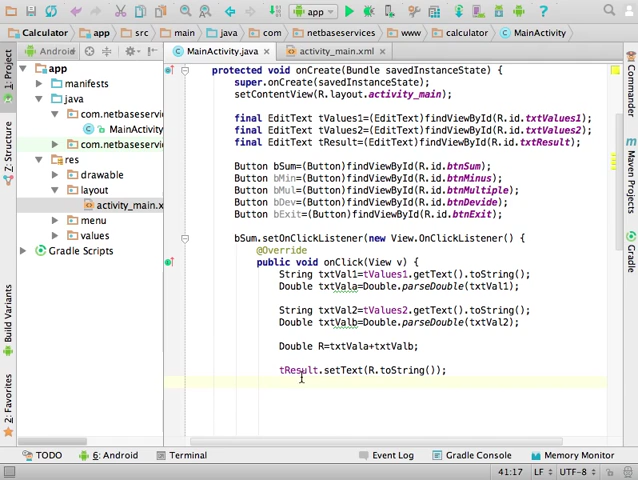 app
Calculator app src main java com netbaseservices calculator MainActivity
MainActivity.java activity_main.xml
Android
1: Project
Z: Structure
Build Variants
2: Favorites
app
manifests
java
com.netbaseservic
MainActivity
com.netbaseservic
res
drawable
layout
activity_main.x
menu
values
Gradle Scripts
protected void onCreate(Bundle savedInstanceState) {
super.onCreate(savedInstanceState);
setContentView(R.layout.activity_main);
final EditText tValues1=(EditText)findViewById(R.id.txtValues1);
final EditText tValues2=(EditText)findViewById(R.id.txtValues2);
final EditText tResult=(EditText)findViewById(R.id.txtResult);
Button bSum=(Button)findViewById(R.id.btnSum);
Button bMin=(Button)findViewById(R.id.btnMinus);
Button bMul=(Button)findViewById(R.id.btnMultiple);
Button bDev=(Button)findViewById(R.id.btnDevide);
Button bExit=(Button)findViewById(R.id.btnExit);
bSum.setOnClickListener(new View.OnClickListener() {
@Override
public void onClick(View v) {
String txtVal1=tValues1.getText().toString();
Double txtVala=Double.parseDouble(txtVal1);
String txtVal2=tValues2.getText().toString();
Double txtValb=Double.parseDouble(txtVal2);
Double R=txtVala+txtValb;
tResult.setText(R.toString());
Commander
Maven Projects
Gradle
TODO 6: Android Terminal Event Log Gradle Console Memory Monitor
41:17 LF UTF-8